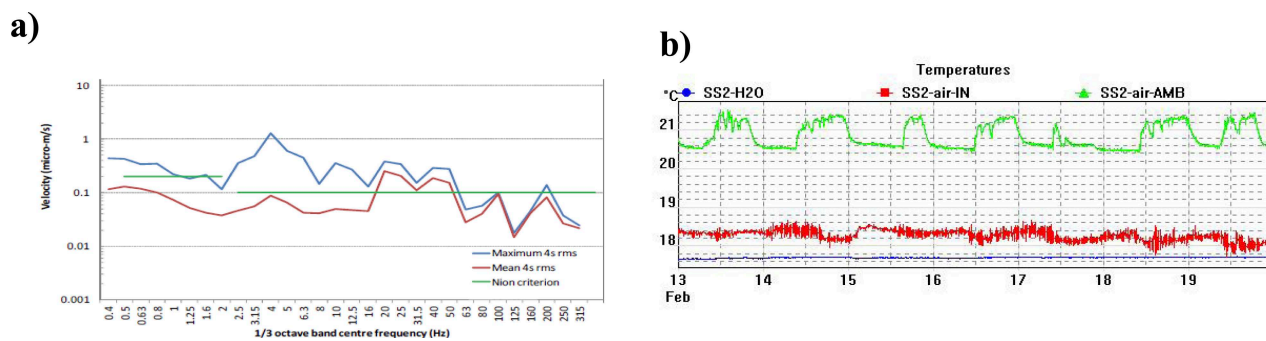 a)
10
1
0.1
0.01
0.001
Velocity (micro-m/s)
Maximum 4s rms
Mean 4s rms
Nion criterion
0.4 0.5 0.63 0.8 1 1.25 1.6 2 2.5 3.15 4 5 6.3 8 10 12.5 16 20 25 31.5 40 50 63 80 100 125 160 200 250 315
1/3 octave band centre frequency (Hz)
b)
Temperatures
°C SS2-H2O SS2-air-IN SS2-air-AMB
21
20
19
18
13 14 15 16 17 18 19
Feb